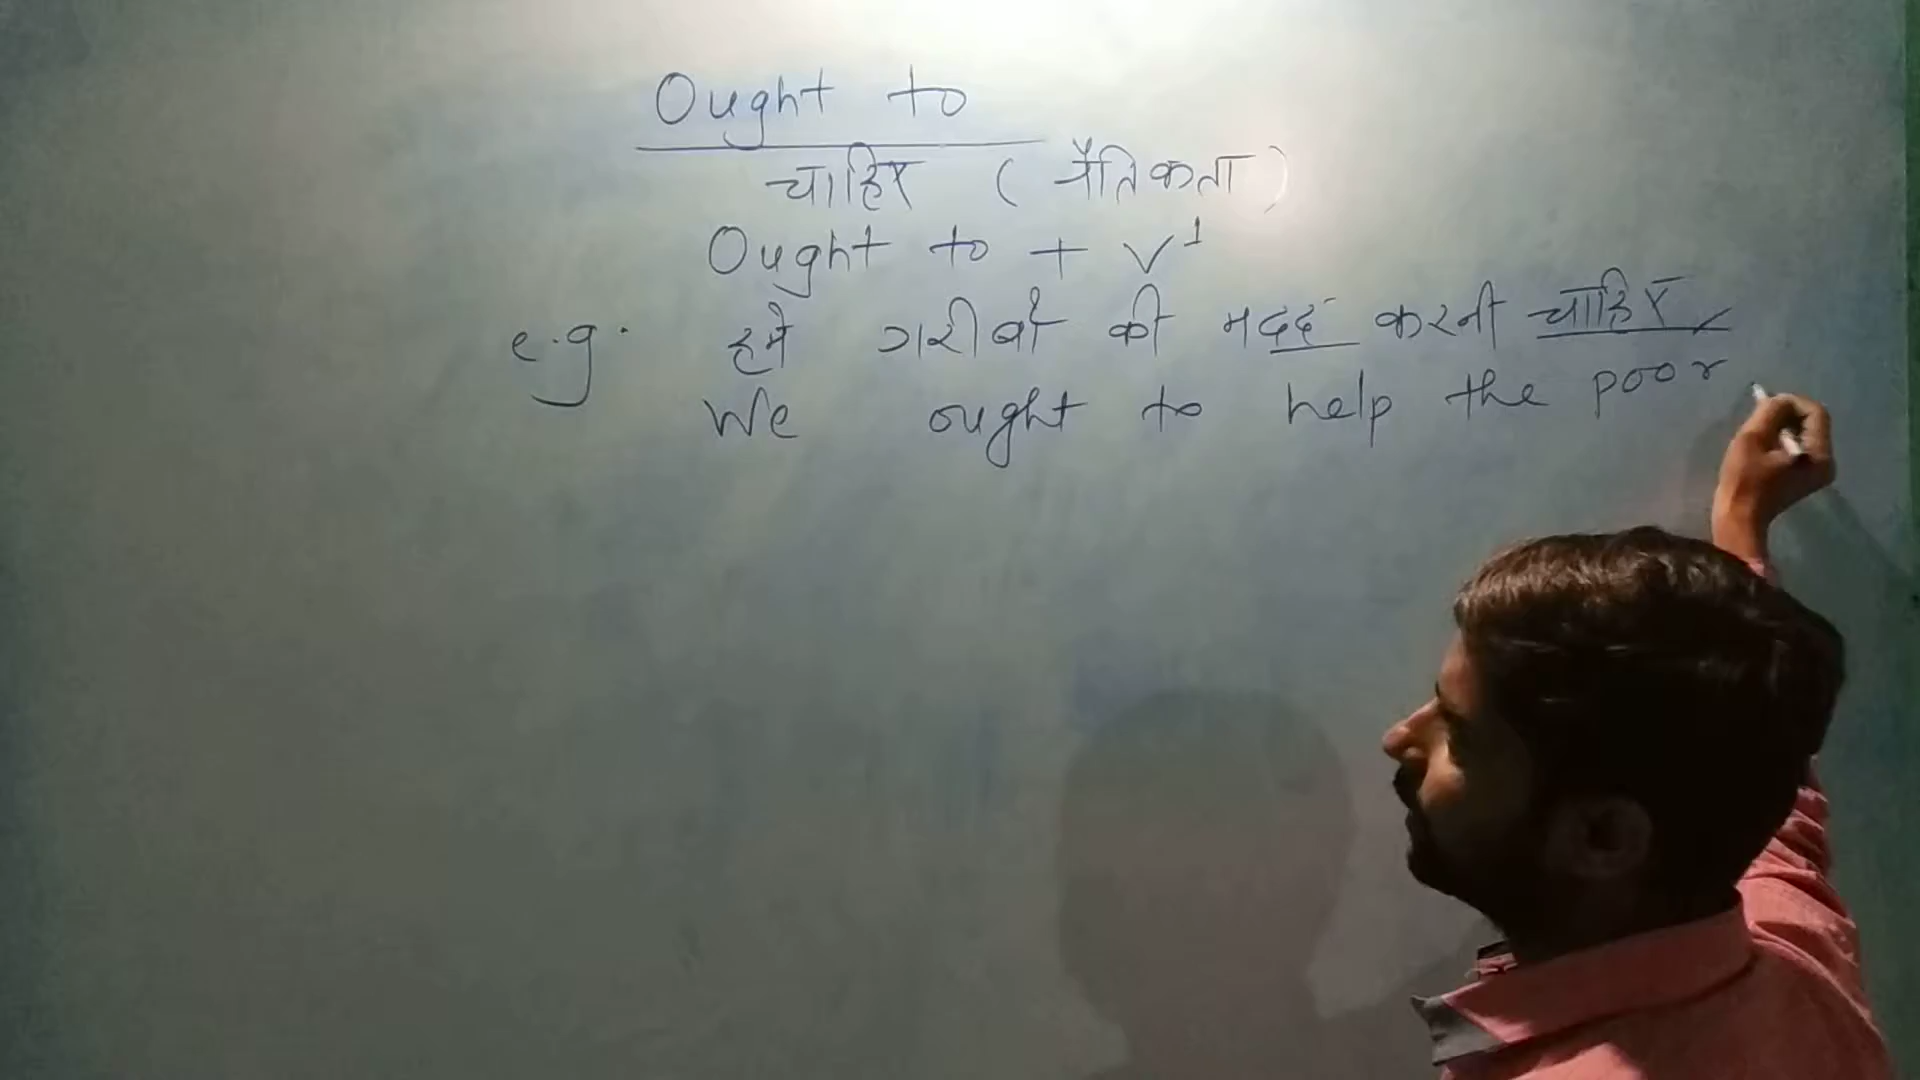 Ought to
चाहिए ( नैतिकता )
Ought to + V¹
e.g. हमे गरीबों की मदद करनी चाहिए
We ought to help the poor